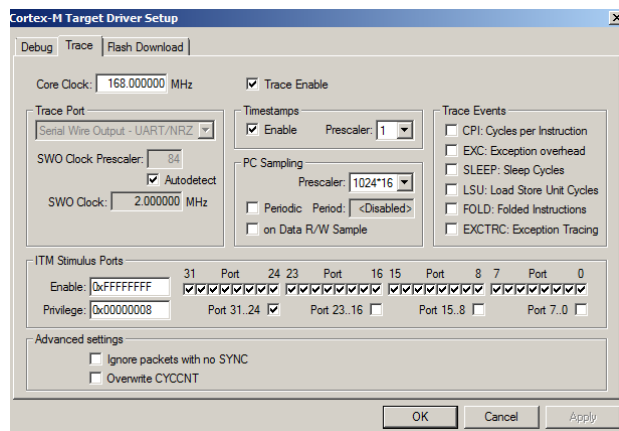 Cortex-M Target Driver Setup
Debug Trace Flash Download
Core Clock: 168.000000 MHz Trace Enable
Trace Port
Serial Wire Output - UART/NRZ
SWO Clock Prescaler: 84
Autodetect
SWO Clock: 2.000000 MHz
Timestamps
Enable Prescaler: 1
PC Sampling
Prescaler: 1024*16
Periodic Period: <Disabled>
on Data R/W Sample
Trace Events
CPI: Cycles per Instruction
EXC: Exception overhead
SLEEP: Sleep Cycles
LSU: Load Store Unit Cycles
FOLD: Folded Instructions
EXCTRC: Exception Tracing
ITM Stimulus Ports
31 Port 24 23 Port 16 15 Port 8 7 Port 0
Enable: 0xFFFFFFFF
Privilege: 0x00000008 Port 31..24 Port 23..16 Port 15..8 Port 7..0
Advanced settings
Ignore packets with no SYNC
Overwrite CYCCNT
OK Cancel Apply